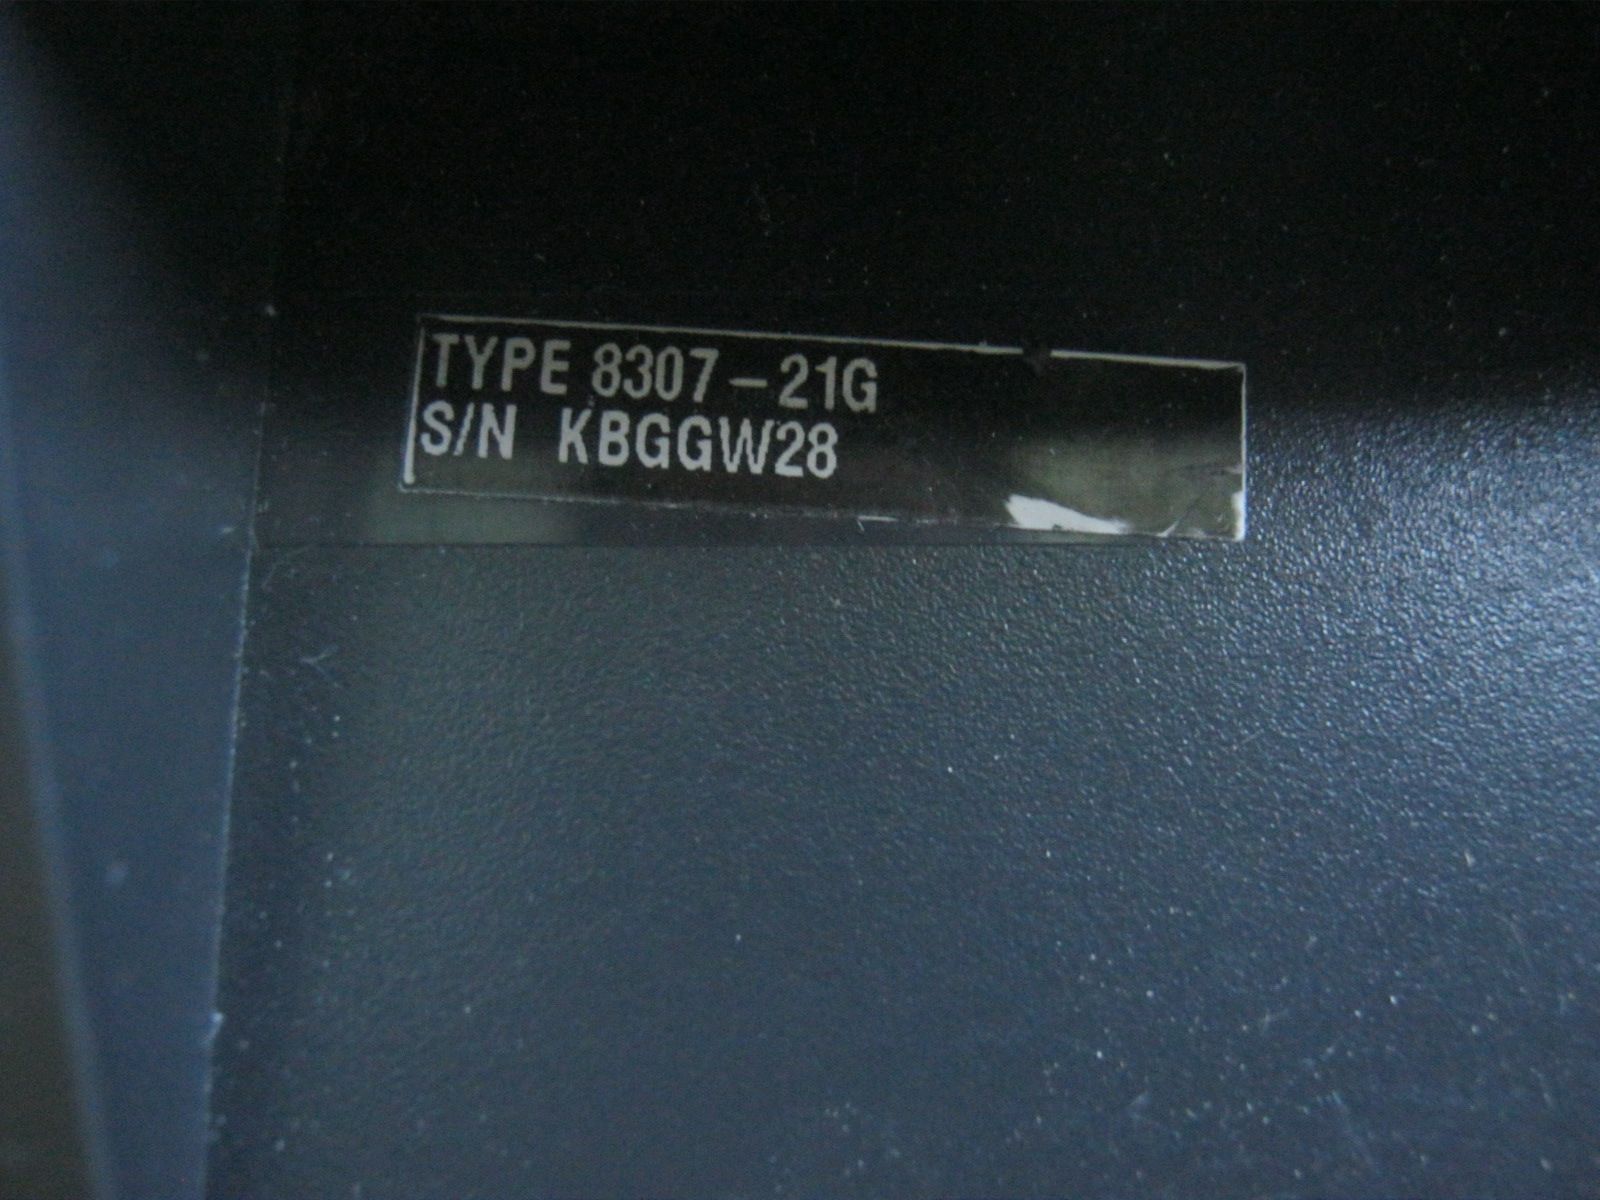 TYPE 8307-21G
S/N KBGGW28